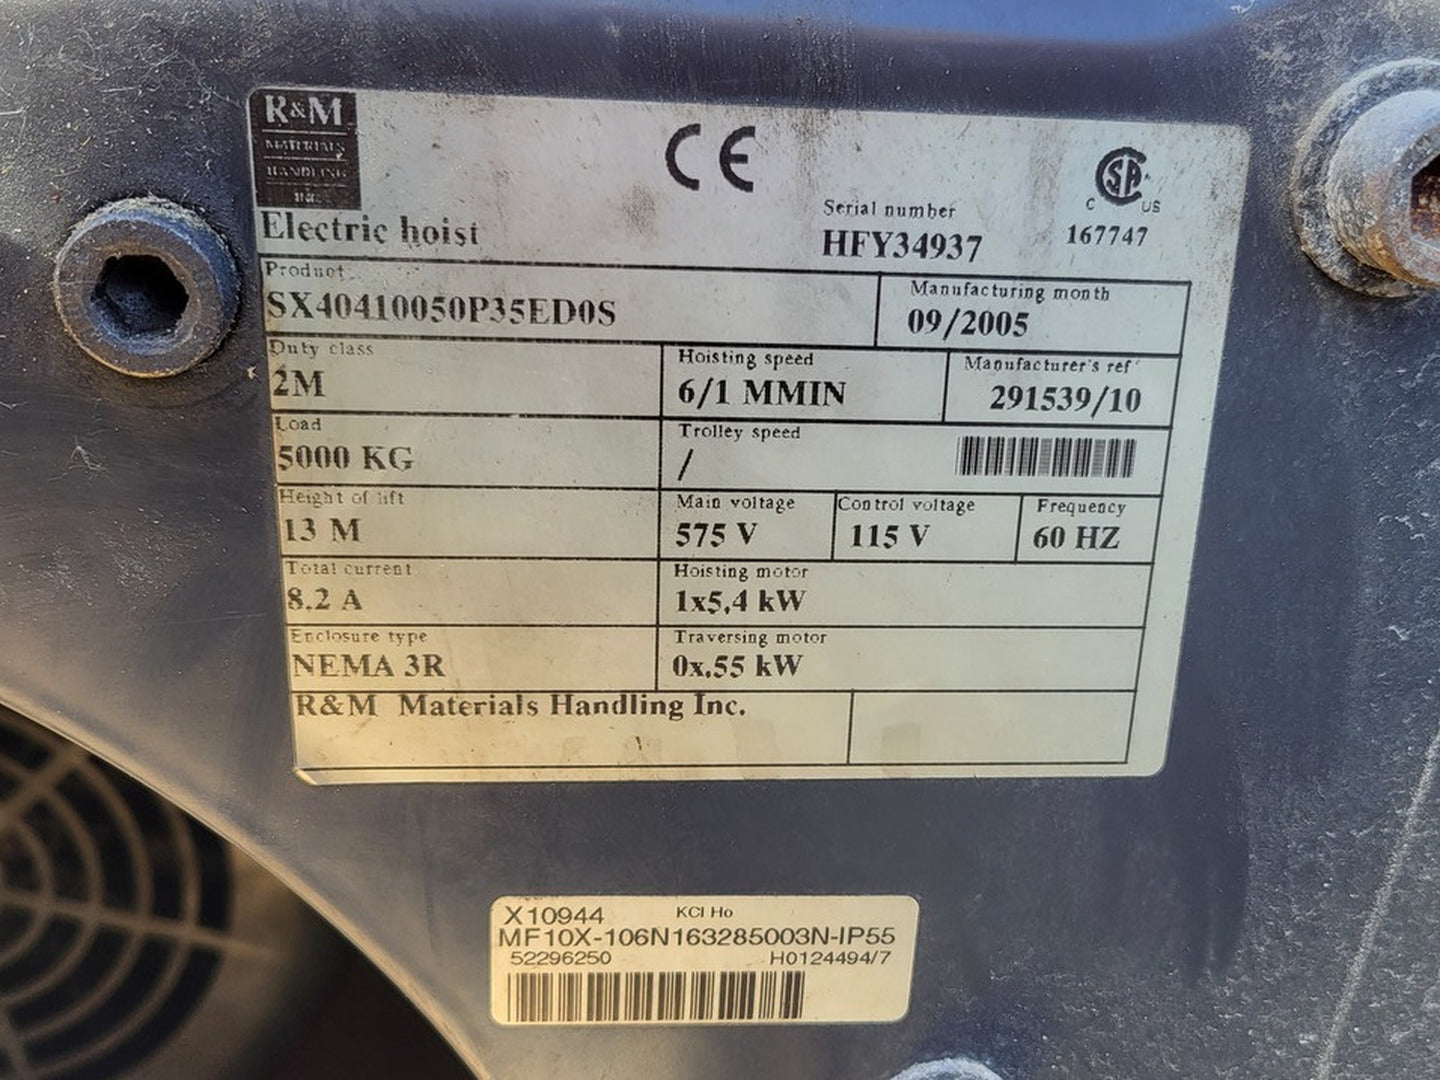 R&M
MATERIALS
HANDLING
INC.
CE
Electric hoist
Serial number
HFY34937
CSA
C US
167747
Product
SX40410050P35ED0S
Manufacturing month
09/2005
Duty class
2M
Hoisting speed
6/1 MMIN
Manufacturer's ref
291539/10
Load
5000 KG
Trolley speed
/
Height of lift
13 M
Main voltage
575 V
Control voltage
115 V
Frequency
60 HZ
Total current
8.2 A
Hoisting motor
1x5,4 kW
Enclosure type
NEMA 3R
Traversing motor
0x.55 kW
R&M Materials Handling Inc.
X10944 KCI Ho
MF10X-106N163285003N-IP55
52296250 H0124494/7